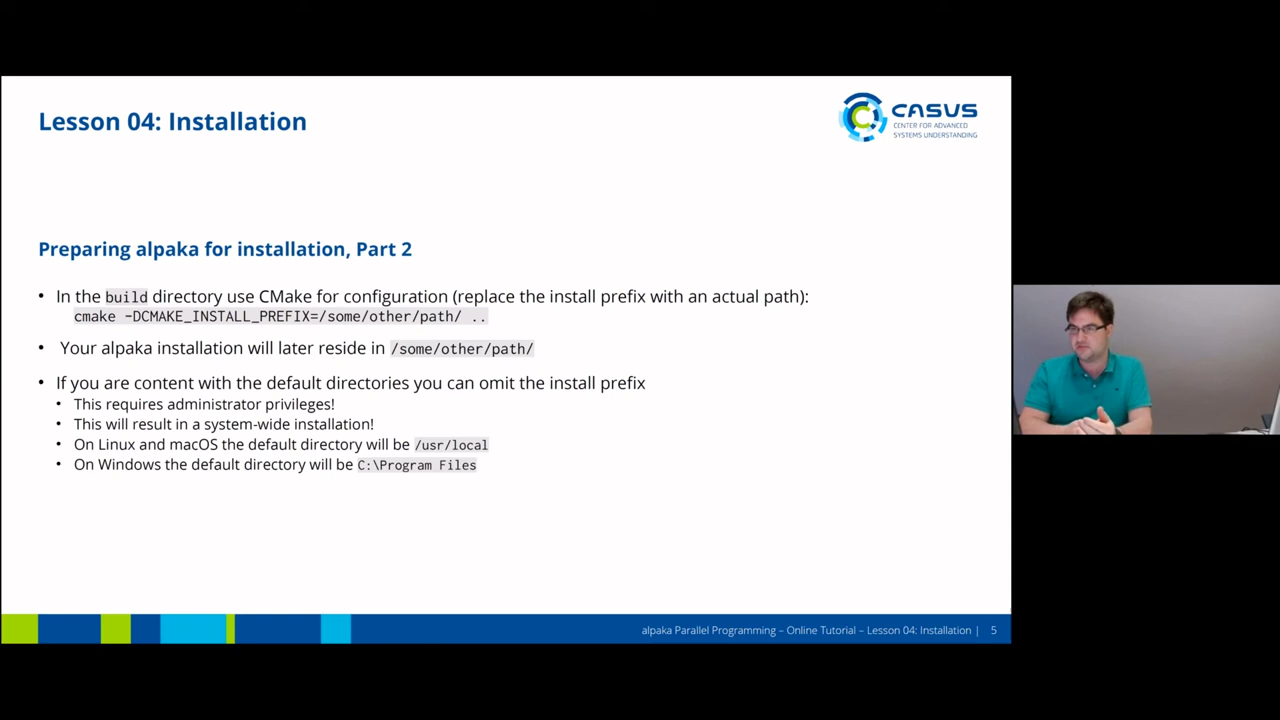 Lesson 04: Installation
CASUS
CENTER FOR ADVANCED
SYSTEMS UNDERSTANDING
Preparing alpaka for installation, Part 2
• In the build directory use CMake for configuration (replace the install prefix with an actual path):
cmake -DCMAKE_INSTALL_PREFIX=/some/other/path/ ..
• Your alpaka installation will later reside in /some/other/path/
• If you are content with the default directories you can omit the install prefix
• This requires administrator privileges!
• This will result in a system-wide installation!
• On Linux and macOS the default directory will be /usr/local
• On Windows the default directory will be C:\Program Files
alpaka Parallel Programming – Online Tutorial – Lesson 04: Installation | 5